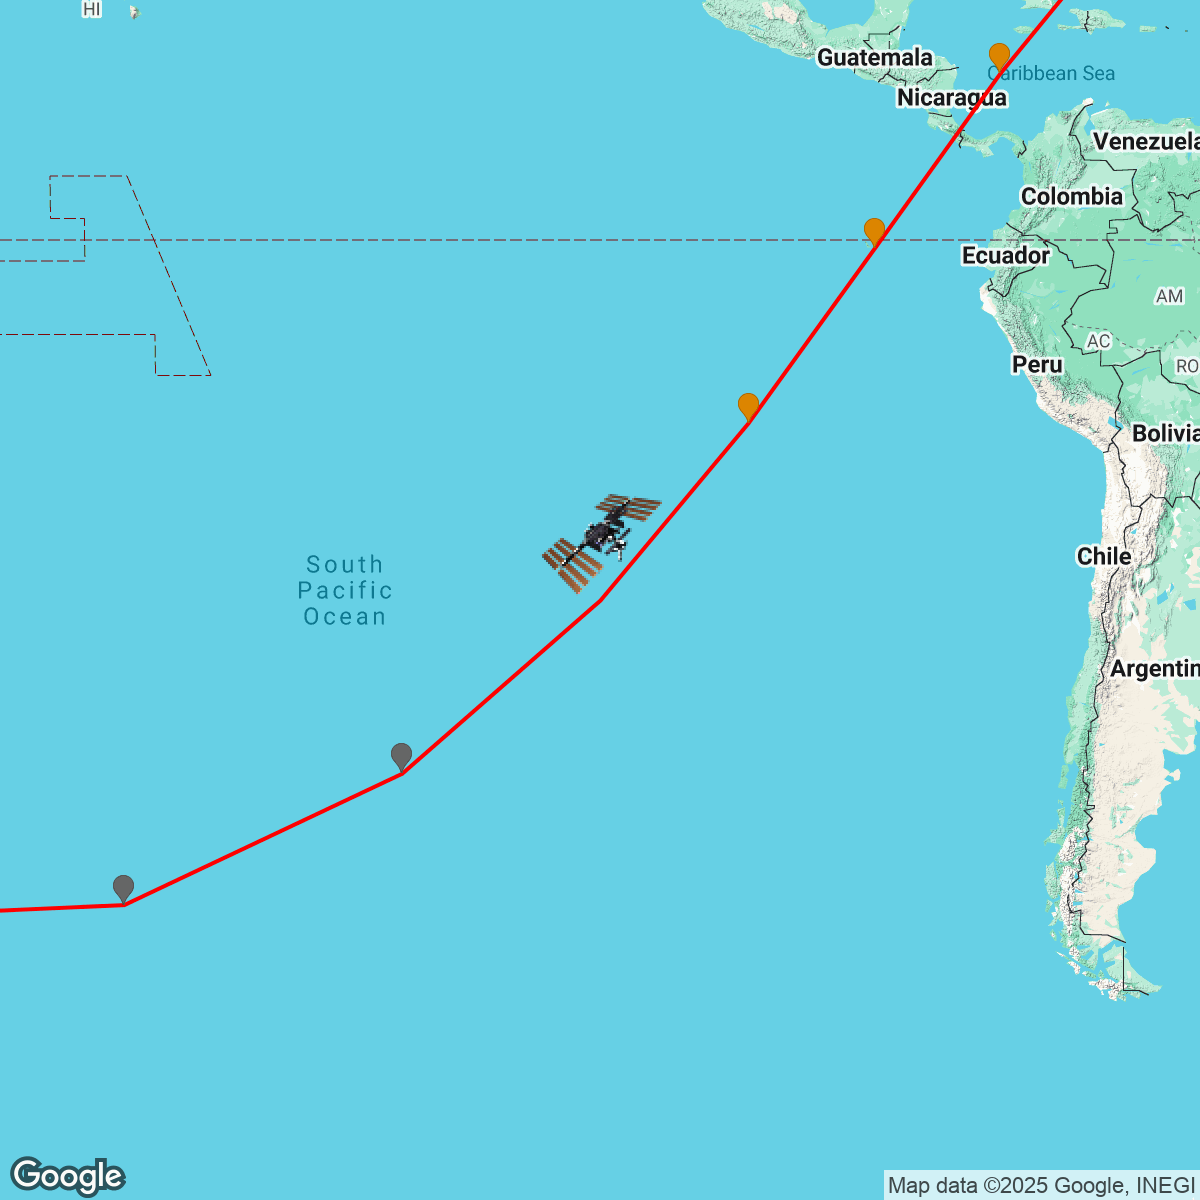 HI
Guatemala
Caribbean Sea
Nicaragua
Venezuela
Colombia
Ecuador
AM
AC
Peru
RO
Bolivia
South
Pacific
Ocean
Chile
Argentin
Google
Map data ©2025 Google, INEGI